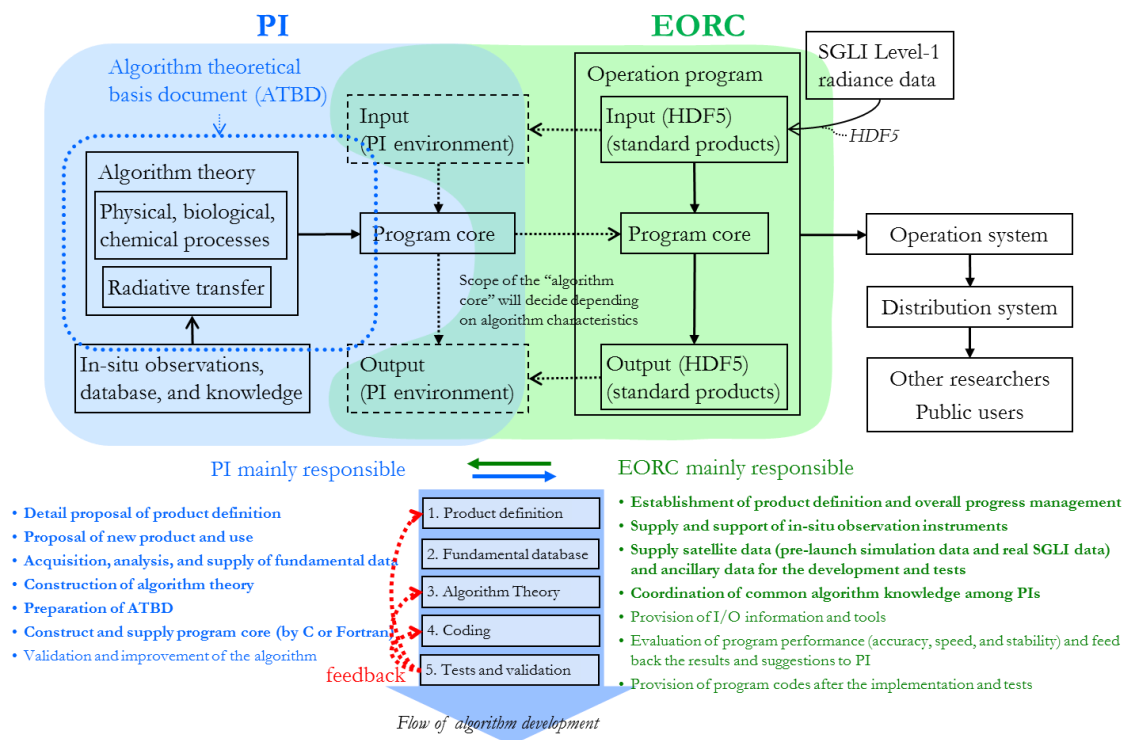 PI
EORC
Algorithm theoretical
basis document (ATBD)
Input
(PI environment)
Operation program
Input (HDF5)
(standard products)
SGLI Level-1
radiance data
HDF5
Algorithm theory
Physical, biological,
chemical processes
Radiative transfer
Program core
Program core
Operation system
Scope of the “algorithm
core” will decide depending
on algorithm characteristics
Distribution system
In-situ observations,
database, and knowledge
Output
(PI environment)
Output (HDF5)
(standard products)
Other researchers
Public users
PI mainly responsible
• Detail proposal of product definition
• Proposal of new product and use
• Acquisition, analysis, and supply of fundamental data
• Construction of algorithm theory
• Preparation of ATBD
• Construct and supply program core (by C or Fortran)
• Validation and improvement of the algorithm
feedback
1. Product definition
2. Fundamental database
3. Algorithm Theory
4. Coding
5. Tests and validation
Flow of algorithm development
EORC mainly responsible
• Establishment of product definition and overall progress management
• Supply and support of in-situ observation instruments
• Supply satellite data (pre-launch simulation data and real SGLI data)
and ancillary data for the development and tests
• Coordination of common algorithm knowledge among PIs
• Provision of I/O information and tools
• Evaluation of program performance (accuracy, speed, and stability) and feed
back the results and suggestions to PI
• Provision of program codes after the implementation and tests